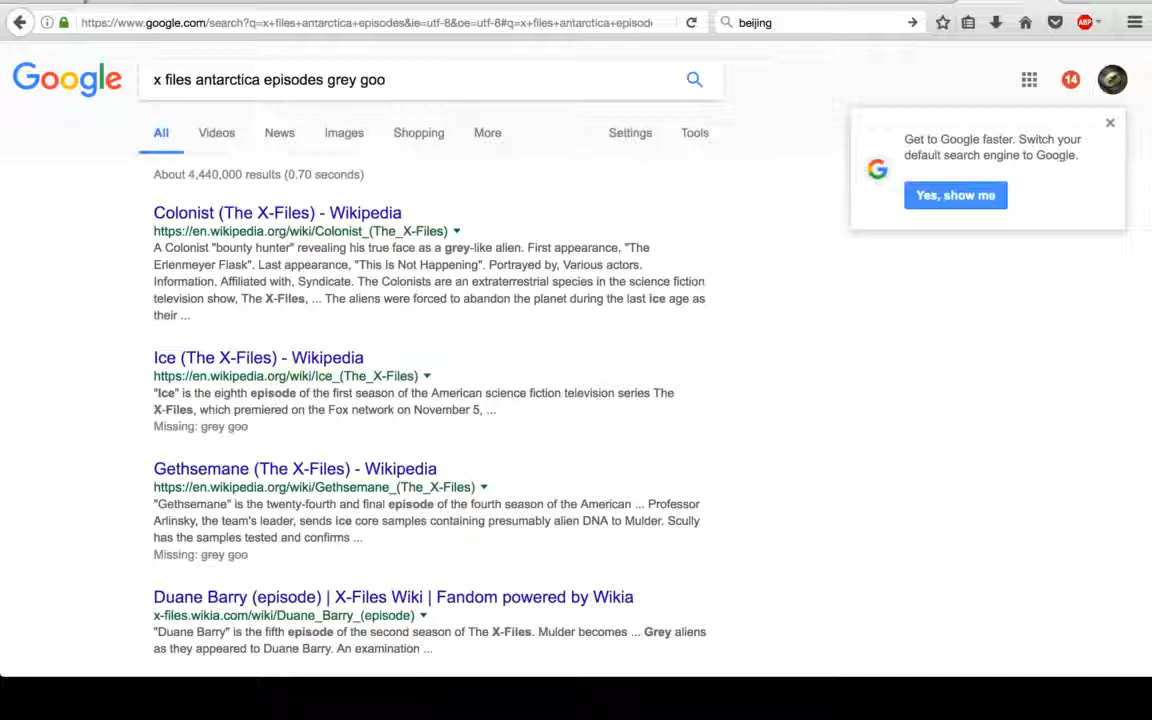 https://www.google.com/search?q=x+files+antarctica+episodes&ie=utf-8&oe=utf-8#q=x+files+antarctica+episode
beijing
ABP
Google
x files antarctica episodes grey goo
14
All Videos News Images Shopping More Settings Tools
Get to Google faster. Switch your
default search engine to Google.
Yes, show me
About 4,440,000 results (0.70 seconds)
Colonist (The X-Files) - Wikipedia
https://en.wikipedia.org/wiki/Colonist_(The_X-Files)
A Colonist "bounty hunter" revealing his true face as a grey-like alien. First appearance, "The
Erlenmeyer Flask". Last appearance, "This Is Not Happening". Portrayed by, Various actors.
Information. Affiliated with, Syndicate. The Colonists are an extraterrestrial species in the science fiction
television show, The X-Files, ... The aliens were forced to abandon the planet during the last ice age as
their ...
Ice (The X-Files) - Wikipedia
https://en.wikipedia.org/wiki/Ice_(The_X-Files)
"Ice" is the eighth episode of the first season of the American science fiction television series The
X-Files, which premiered on the Fox network on November 5, ...
Missing: grey goo
Gethsemane (The X-Files) - Wikipedia
https://en.wikipedia.org/wiki/Gethsemane_(The_X-Files)
"Gethsemane" is the twenty-fourth and final episode of the fourth season of the American ... Professor
Arlinsky, the team's leader, sends ice core samples containing presumably alien DNA to Mulder. Scully
has the samples tested and confirms ...
Missing: grey goo
Duane Barry (episode) | X-Files Wiki | Fandom powered by Wikia
x-files.wikia.com/wiki/Duane_Barry_(episode)
"Duane Barry" is the fifth episode of the second season of The X-Files. Mulder becomes ... Grey aliens
as they appeared to Duane Barry. An examination ...